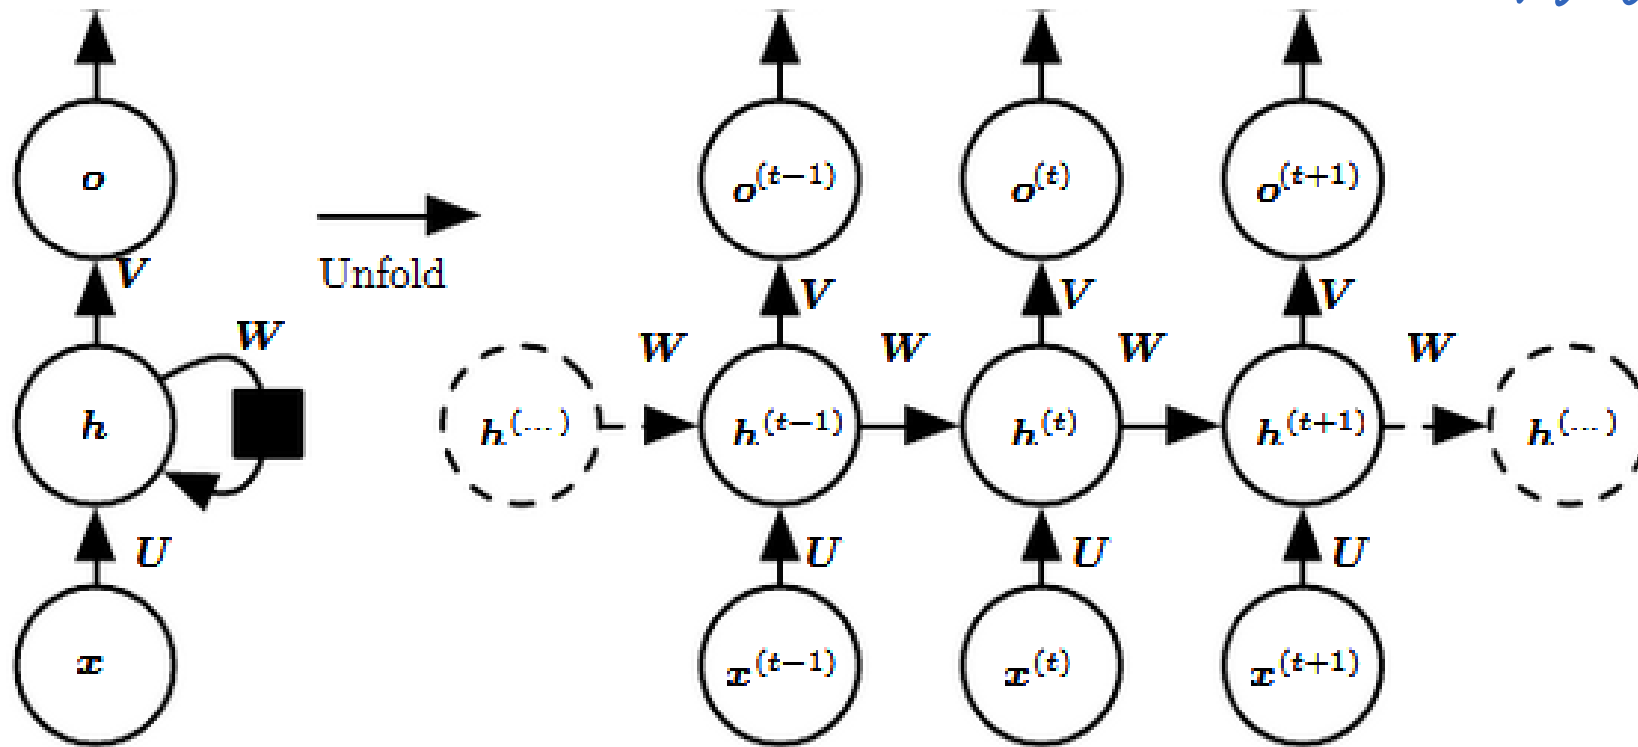 o
o(t−1)
o(t)
o(t+1)
Unfold
V
V
V
V
W
W
W
W
W
h
h(...)
h(t−1)
h(t)
h(t+1)
h(...)
U
U
U
U
x
x(t−1)
x(t)
x(t+1)